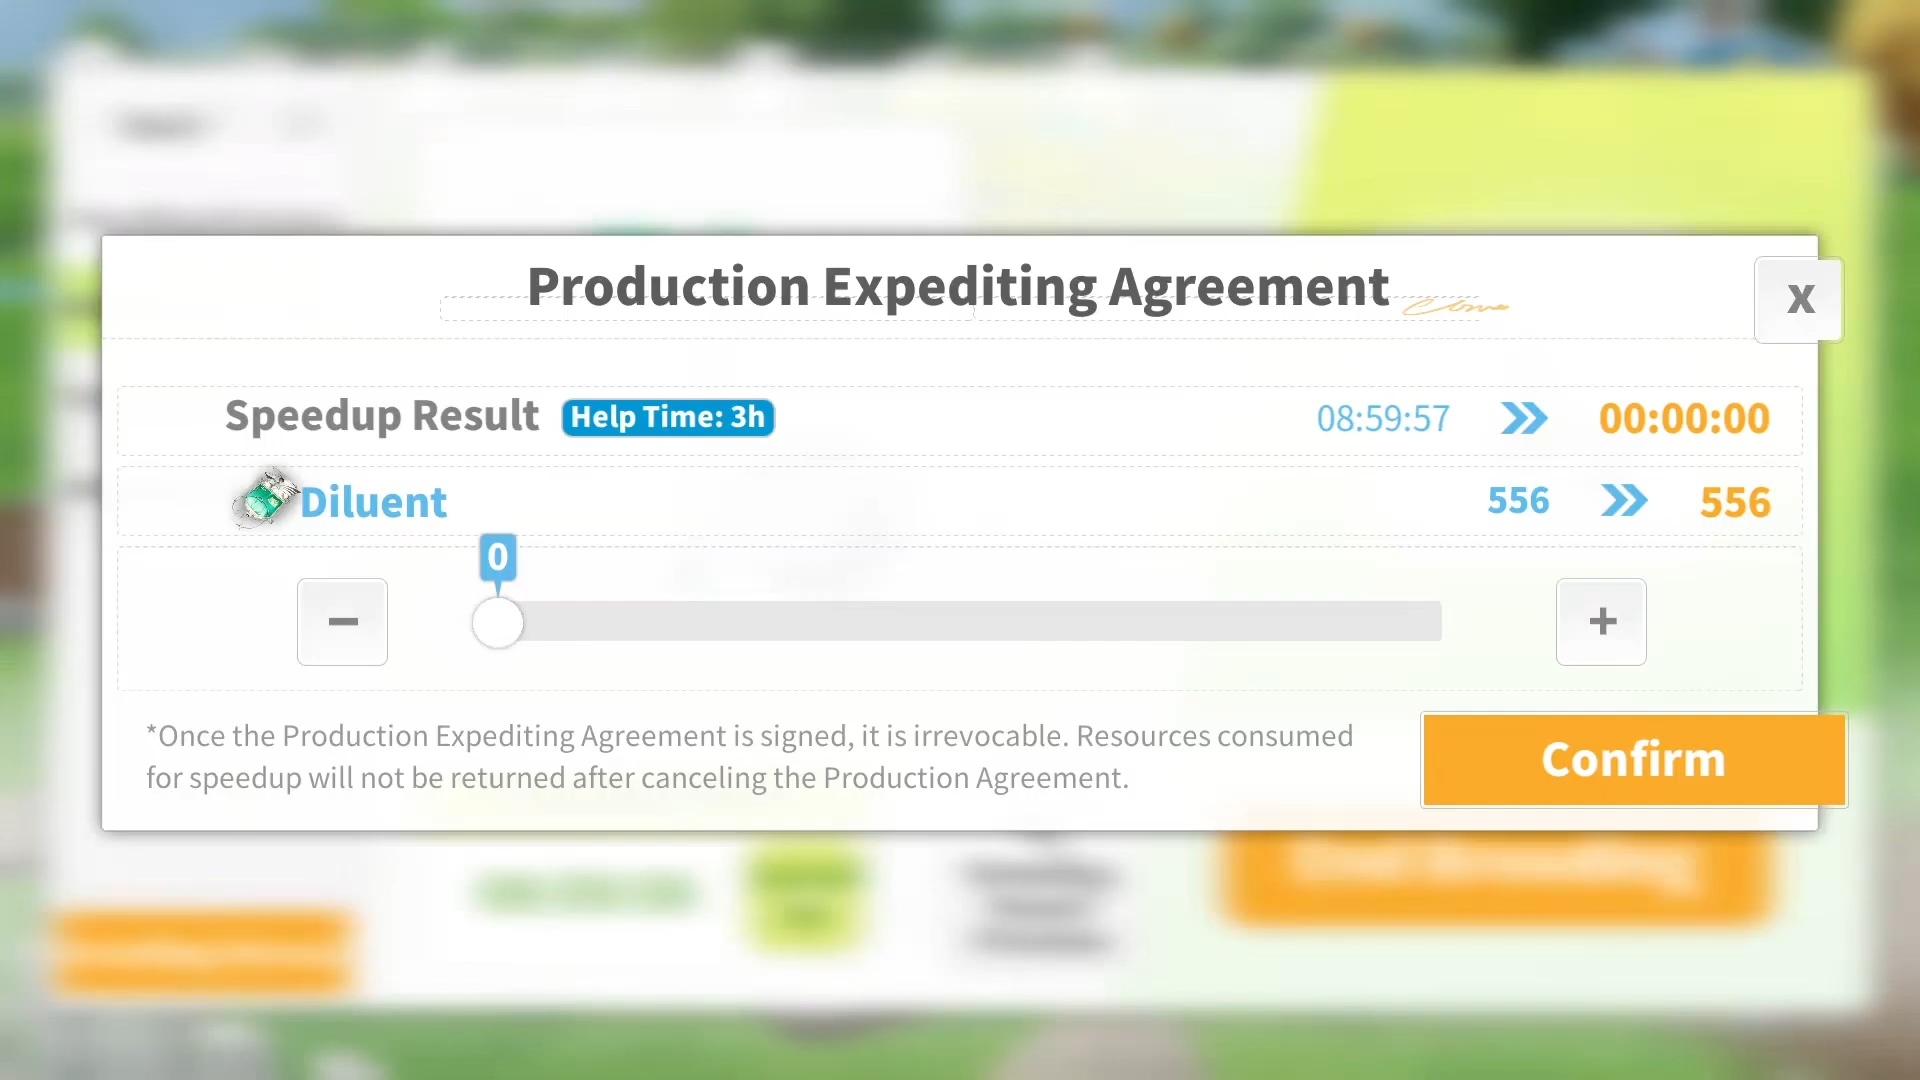 Production Expediting Agreement
X
Speedup Result Help Time: 3h 08:59:57 00:00:00
Diluent 556 556
0
− +
*Once the Production Expediting Agreement is signed, it is irrevocable. Resources consumed
for speedup will not be returned after canceling the Production Agreement.
Confirm